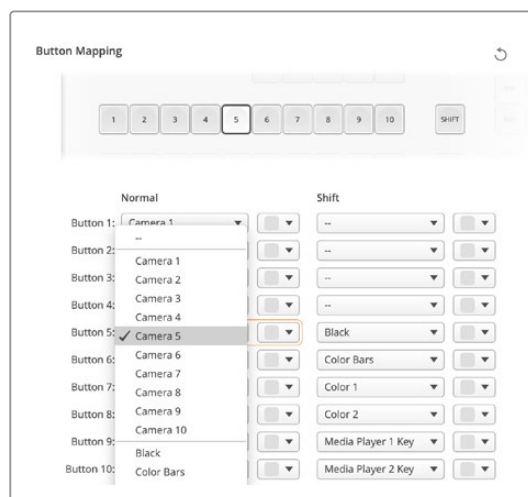 Button Mapping
1 2 3 4 5 6 7 8 9 10 SHIFT
Normal Shift
Button 1: Camera 1 --
--
Button 2: --
Camera 1
Button 3: Camera 2 --
Camera 3
Button 4: Camera 4 --
Button 5: Camera 5 Black
Button 6: Camera 6 Color Bars
Camera 7
Button 7: Color 1
Camera 8
Button 8: Camera 9 Color 2
Camera 10
Button 9: Media Player 1 Key
Black
Button 10: Color Bars Media Player 2 Key